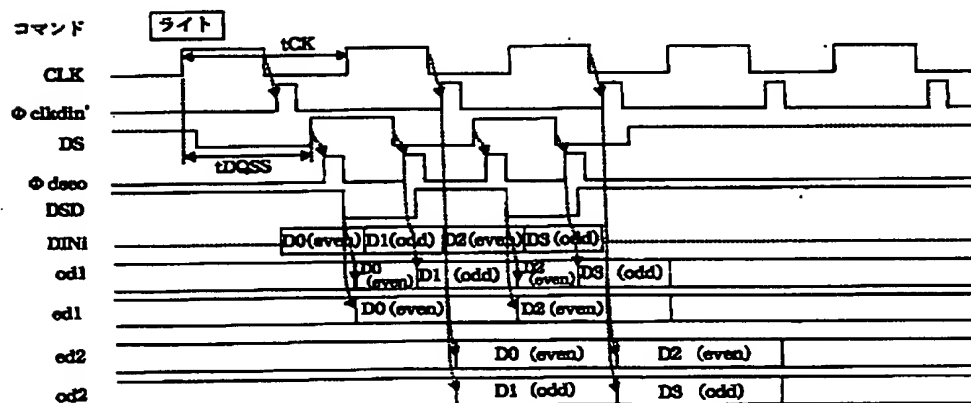 コマンド ライト
tCK
CLK
Φclkdin'
DS
tDQSS
Φdseo
DSD
DINi D0(even) D1(odd) D2(even) D3(odd)
od1 D0 (even) D1 (odd) D2 (even) D3 (odd)
ed1 D0(even) D2(even)
ed2 D0 (even) D2 (even)
od2 D1 (odd) D3 (odd)